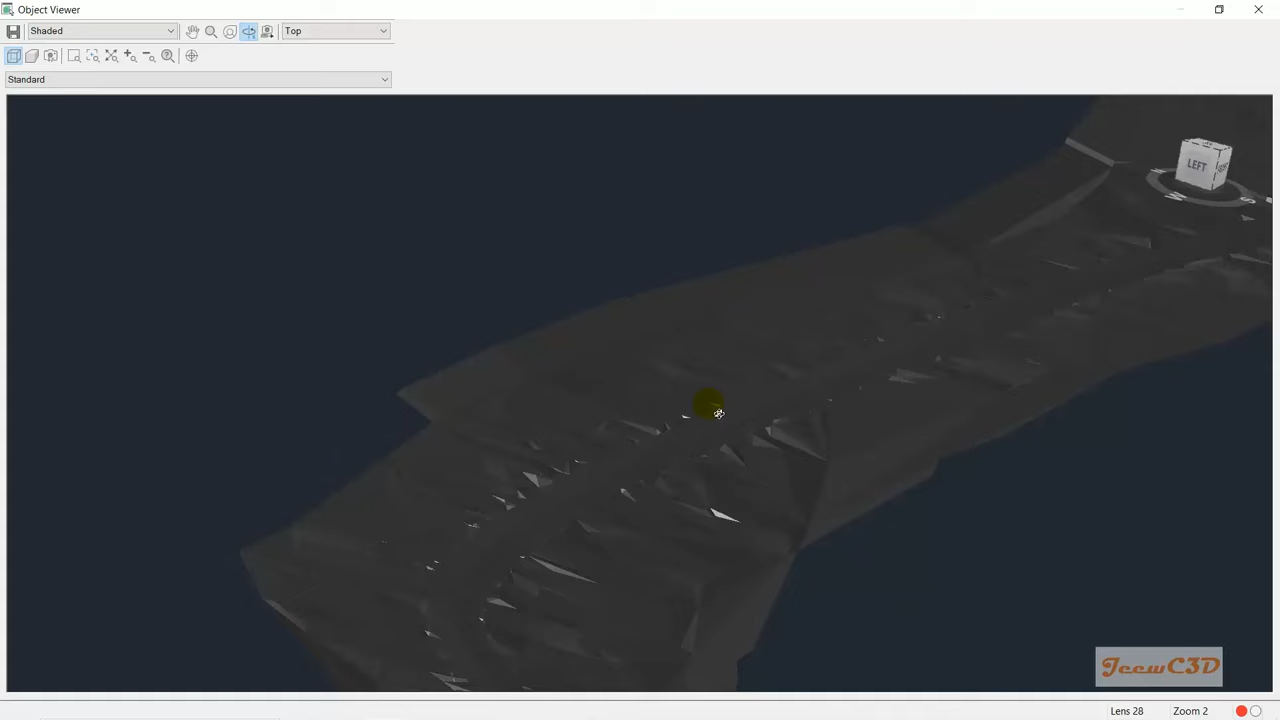 Object Viewer
Shaded
Top
Standard
LEFT
W
S
JeewC3D
Lens 28
Zoom 2